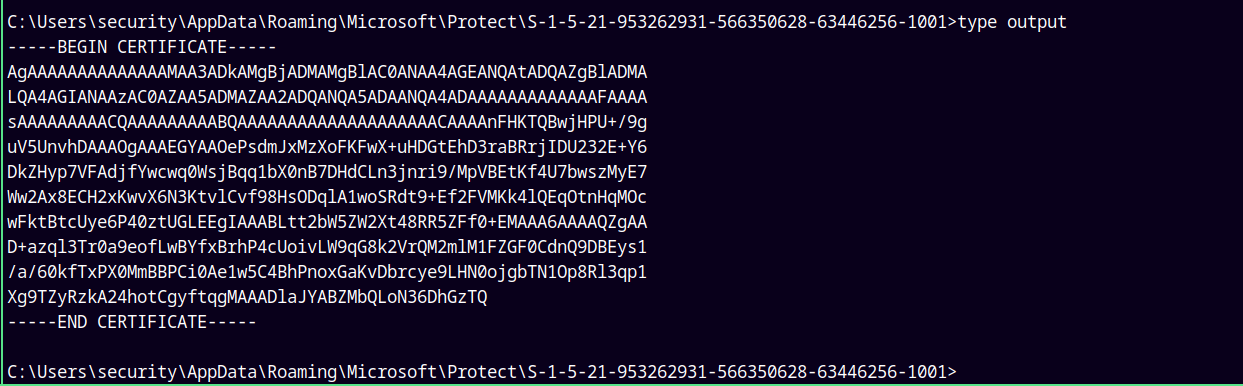 C:\Users\security\AppData\Roaming\Microsoft\Protect\S-1-5-21-953262931-566350628-63446256-1001>type output
-----BEGIN CERTIFICATE-----
AgAAAAAAAAAAAAAAMAA3ADkAMgBjADMAMgBlAC0ANAA4AGEANQAtADQAZgBlADMA
LQA4AGIANAAzAC0AZAA5ADMAZAA2ADQANQA5ADAANQA4ADAAAAAAAAAAAAAFAAAA
sAAAAAAAAACQAAAAAAAAABQAAAAAAAAAAAAAAAAAAAAAAAACAAAAnFHKTQBwjHPU+/9g
uV5UnvhDAAAOgAAAEGYAAOePsdmJxMzXoFKFwX+uHDGtEhD3raBRrjIDU232E+Y6
DkZHyp7VFAdjfYwcwq0WsjBqq1bX0nB7DHdCLn3jnri9/MpVBEtKf4U7bwszMyE7
Ww2Ax8ECH2xKwvX6N3KtvlCvf98HsODqlA1woSRdt9+Ef2FVMKk4lQEqOtnHqMOc
wFktBtcUye6P40ztUGLEEgIAAABLtt2bW5ZW2Xt48RR5ZFf0+EMAAA6AAAAQZgAA
D+azql3Tr0a9eofLwBYfxBrhP4cUoivLW9qG8k2VrQM2mlM1FZGF0CdnQ9DBEys1
/a/60kfTxPX0MmBBPCi0Ae1w5C4BhPnoxGaKvDbrcye9LHN0ojgbTN1Op8Rl3qp1
Xg9TZyRzkA24hotCgyftqgMAAADlaJYABZMbQLoN36DhGzTQ
-----END CERTIFICATE-----
C:\Users\security\AppData\Roaming\Microsoft\Protect\S-1-5-21-953262931-566350628-63446256-1001>